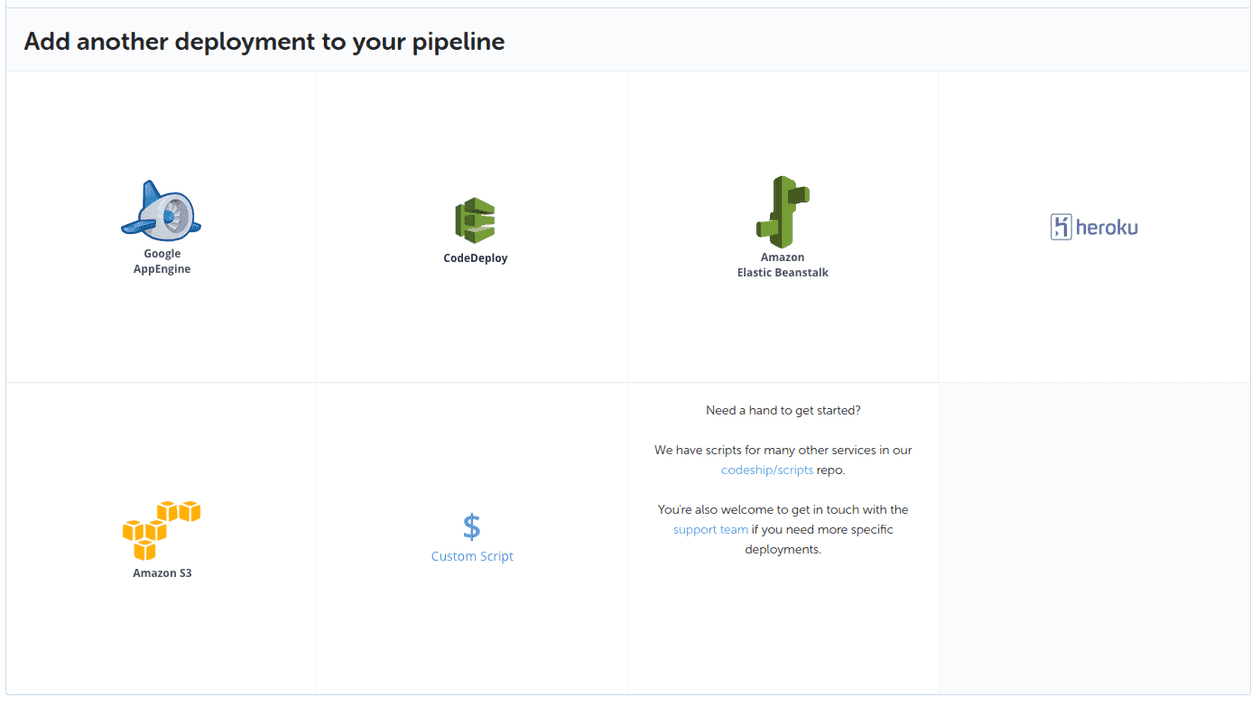 Add another deployment to your pipeline
Google
AppEngine
CodeDeploy
Amazon
Elastic Beanstalk
heroku
Amazon S3
$
Custom Script
Need a hand to get started?
We have scripts for many other services in our
codeship/scripts repo.
You're also welcome to get in touch with the
support team if you need more specific
deployments.